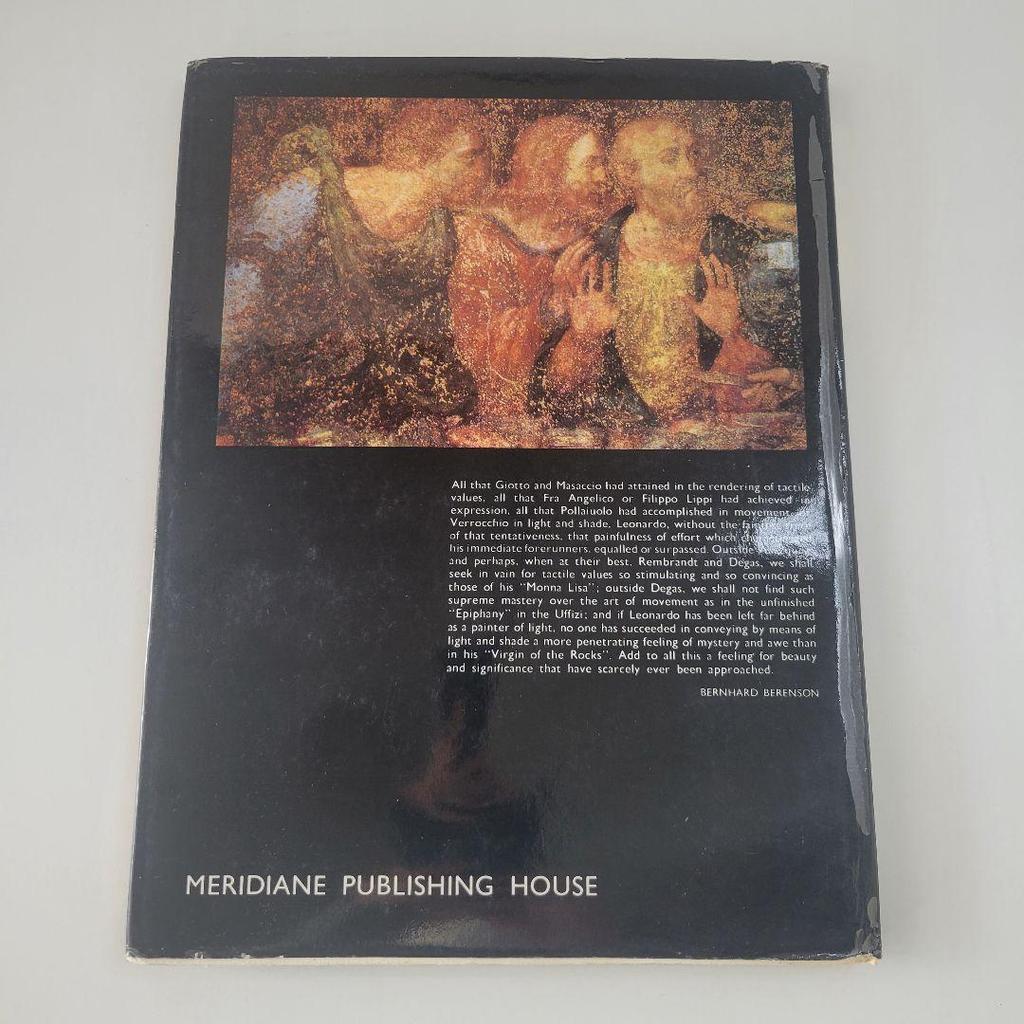 All that Giotto and Masaccio had attained in the rendering of tactile
values, all that Fra Angelico or Filippo Lippi had achieved in
expression, all that Pollaiuolo had accomplished in movement,
Verrocchio in light and shade, Leonardo, without the
of that tentativeness, that painfulness of effort which
his immediate forerunners, equalled or surpassed. Outside
and perhaps, when at their best, Rembrandt and Degas, we shall
seek in vain for tactile values so stimulating and so convincing as
those of his "Monna Lisa"; outside Degas, we shall not find such
supreme mastery over the art of movement as in the unfinished
"Epiphany" in the Uffizi; and if Leonardo has been left far behind
as a painter of light, no one has succeeded in conveying by means of
light and shade a more penetrating feeling of mystery and awe than
in his "Virgin of the Rocks". Add to all this a feeling for beauty
and significance that have scarcely ever been approached.
BERNHARD BERENSON
MERIDIANE PUBLISHING HOUSE